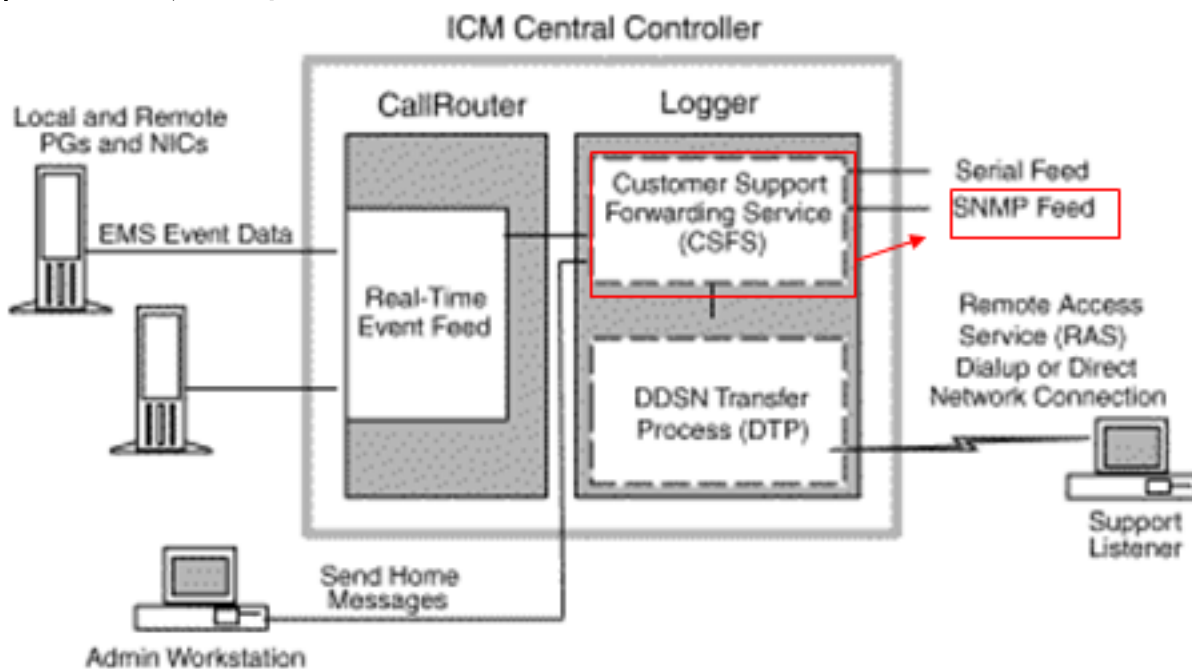 ICM Central Controller
CallRouter
Logger
Local and Remote
PGs and NICs
EMS Event Data
Real-Time
Event Feed
Customer Support
Forwarding Service
(CSFS)
Serial Feed
SNMP Feed
DDSN Transfer
Process (DTP)
Remote Access
Service (RAS)
Dialup or Direct
Network Connection
Support
Listener
Send Home
Messages
Admin Workstation